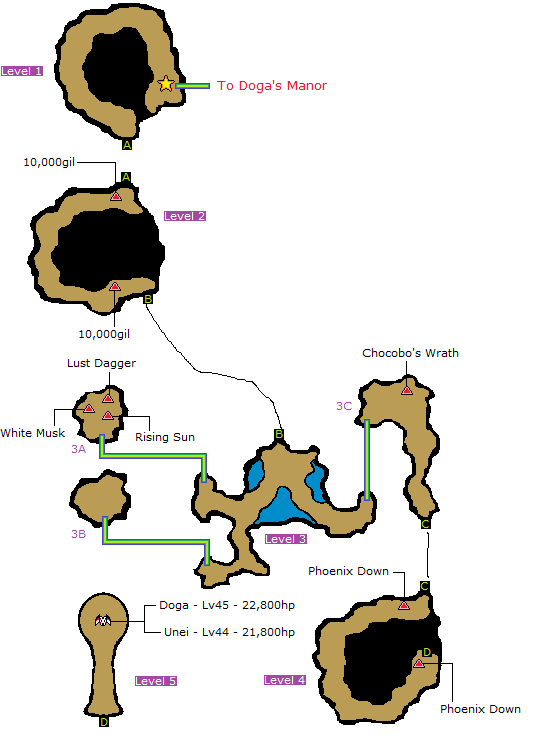 Level 1
To Doga's Manor
A
10,000gil
A
Level 2
B
10,000gil
Lust Dagger
White Musk
Rising Sun
3A
Chocobo's Wrath
3C
B
3B
Level 3
C
Phoenix Down
C
Doga - Lv45 - 22,800hp
Unei - Lv44 - 21,800hp
D
Level 5
Level 4
Phoenix Down
D